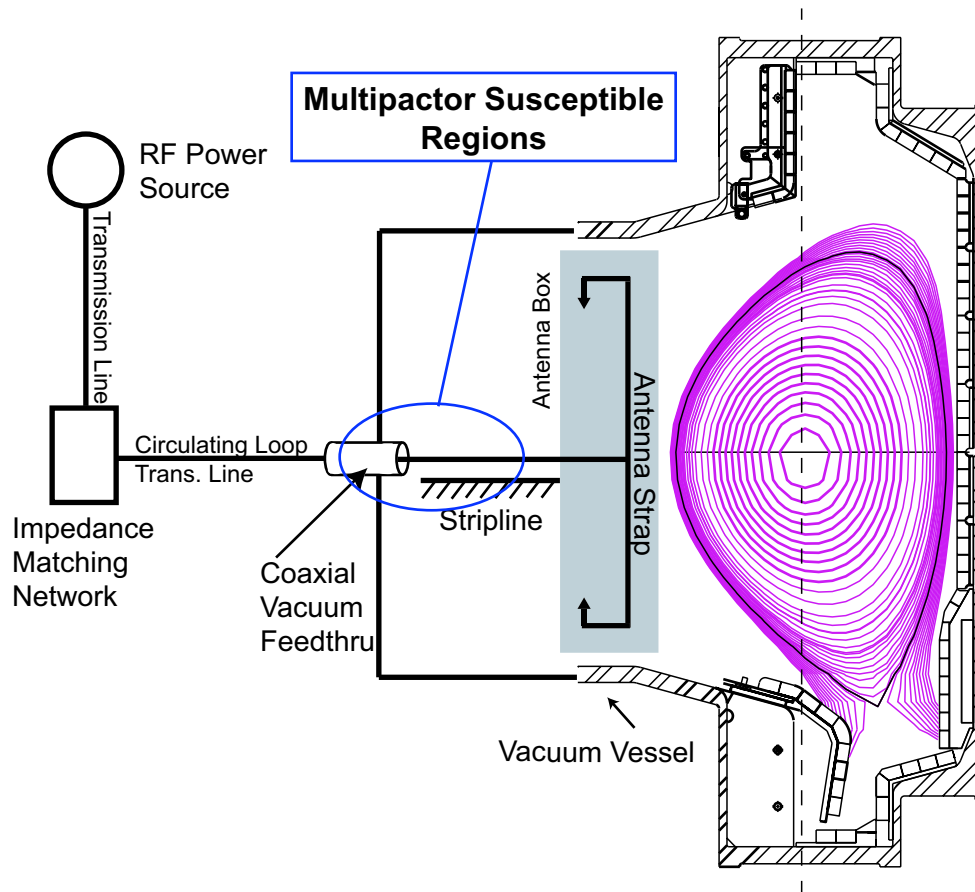 Multipactor Susceptible
Regions
RF Power
Source
Transmission Line
Antenna Box
Antenna Strap
Circulating Loop
Trans. Line
Stripline
Impedance
Matching
Network
Coaxial
Vacuum
Feedthru
Vacuum Vessel